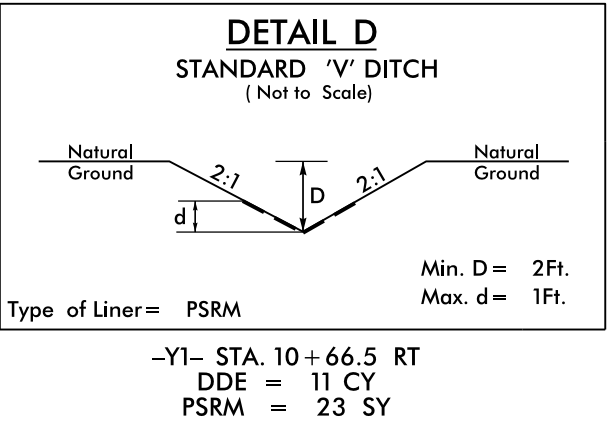 DETAIL D
STANDARD 'V' DITCH
( Not to Scale)
Natural
Ground
2:1
D
2:1
Natural
Ground
d
Min. D = 2Ft.
Max. d = 1Ft.
Type of Liner = PSRM
-Y1- STA. 10+66.5 RT
DDE = 11 CY
PSRM = 23 SY